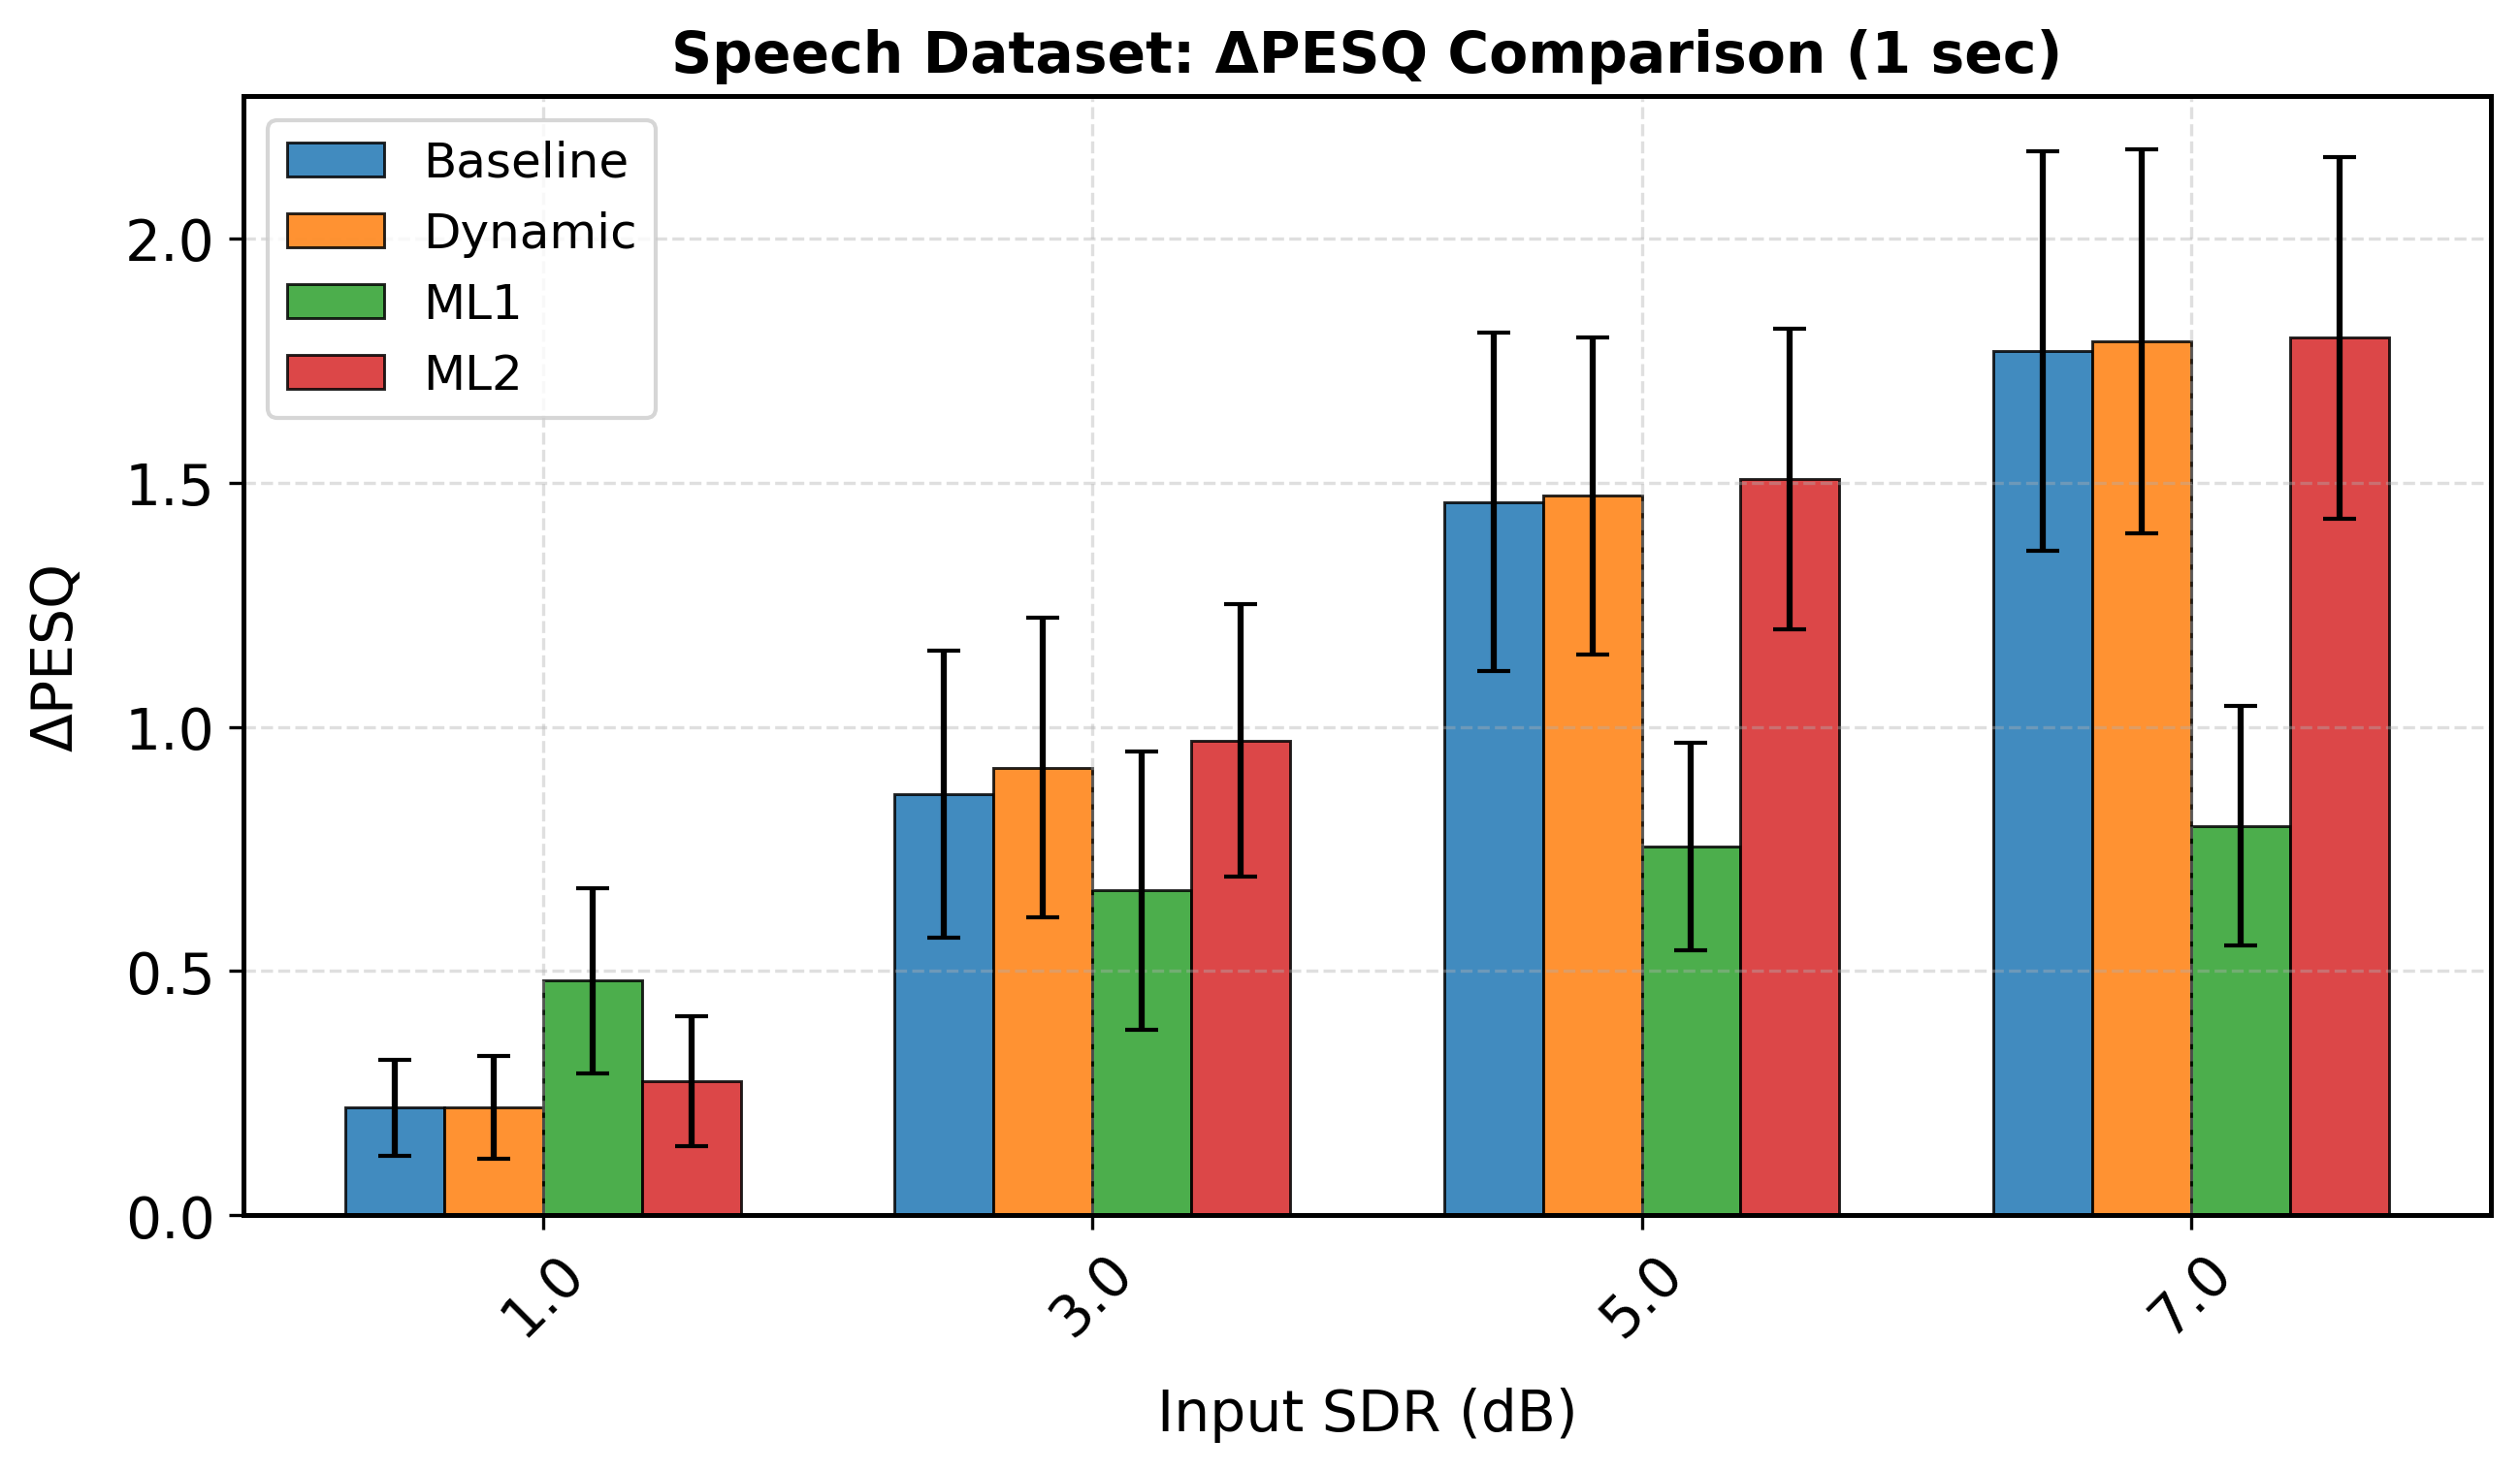 Speech Dataset: ΔPESQ Comparison (1 sec)
Baseline
Dynamic
ML1
ML2
ΔPESQ
2.0
1.5
1.0
0.5
0.0
1.0
3.0
5.0
7.0
Input SDR (dB)